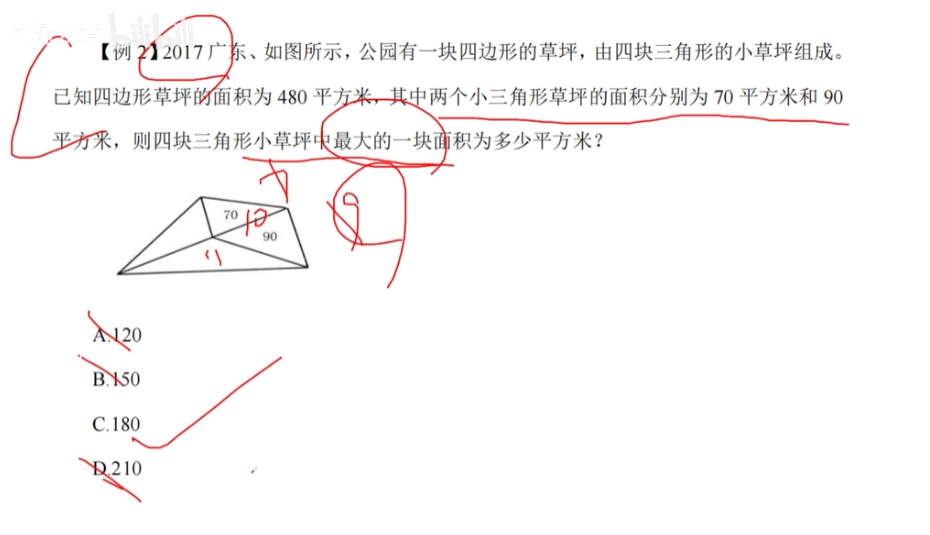 bilibili
【例 2】2017 广东、如图所示，公园有一块四边形的草坪，由四块三角形的小草坪组成。
已知四边形草坪的面积为 480 平方米，其中两个小三角形草坪的面积分别为 70 平方米和 90
平方米，则四块三角形小草坪中最大的一块面积为多少平方米？
70
90
9
A.120
B.150
C.180
D.210